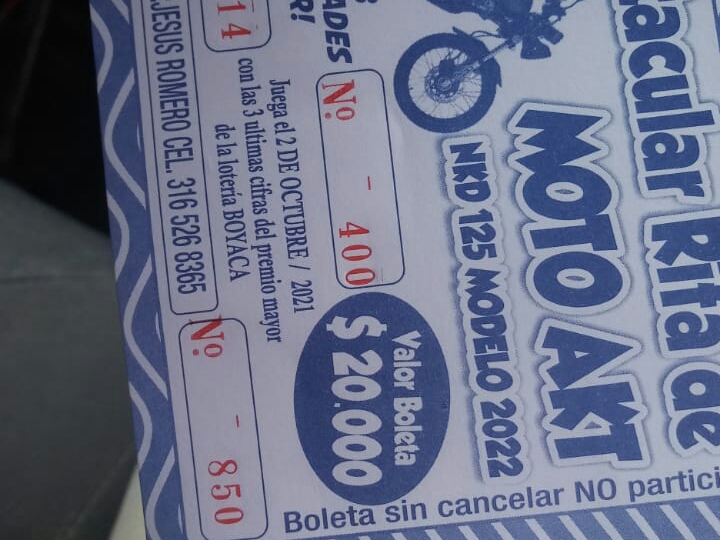 acular Rifa de
MOTO AKT
NKD 125 MODELO 2022
ADES
R!
Nº - 400
Valor Boleta
$ 20.000
Juega el 2 DE OCTUBRE / 2021
con las 3 ultimas cifras del premio mayor
de la lotería BOYACA
14
Nº - 850
JESUS ROMERO CEL. 316 526 8365
Boleta sin cancelar NO partici